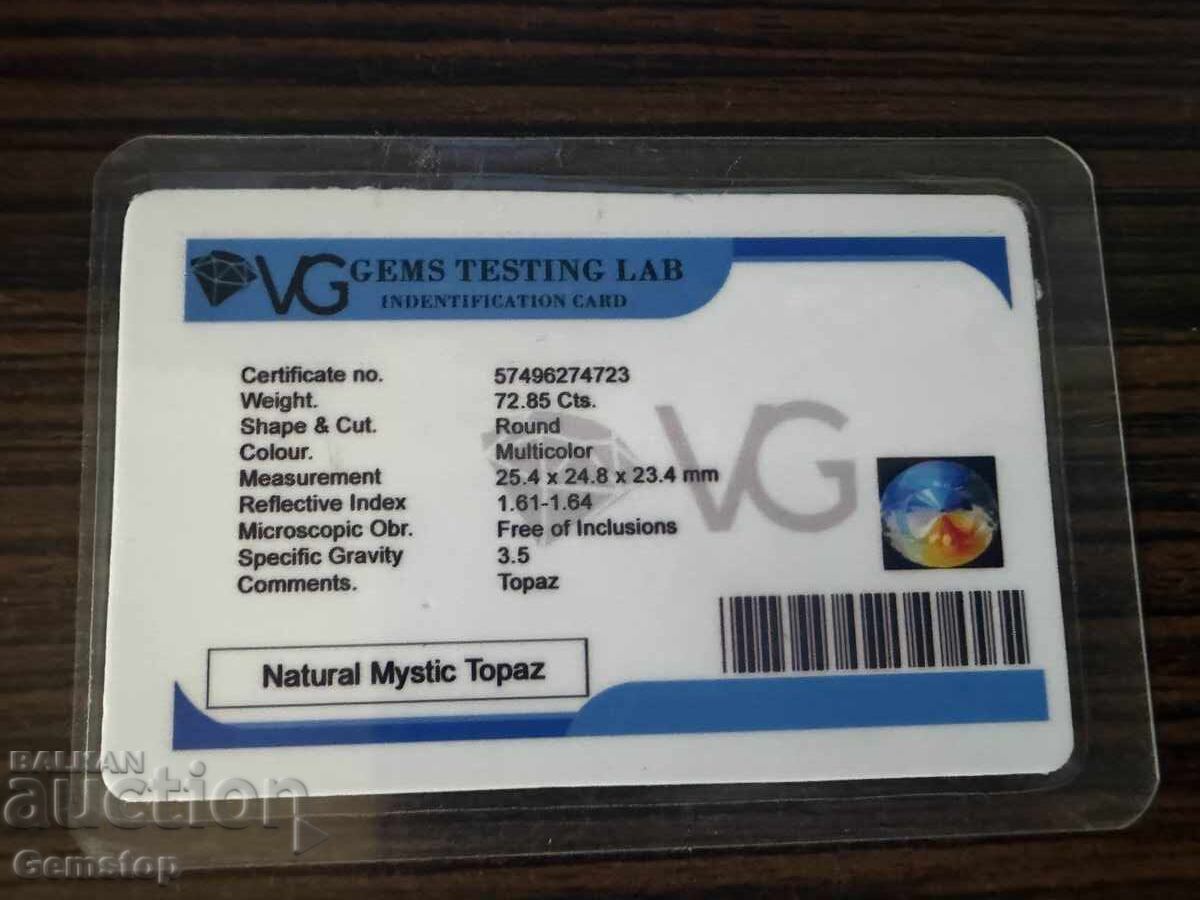 VG GEMS TESTING LAB
INDENTIFICATION CARD
Certificate no. 57496274723
Weight. 72.85 Cts.
Shape & Cut. Round
Colour. Multicolor
Measurement 25.4 x 24.8 x 23.4 mm
Reflective Index 1.61-1.64
Microscopic Obr. Free of Inclusions
Specific Gravity 3.5
Comments. Topaz
VG
Natural Mystic Topaz
BALKAN
auction
Gemstop